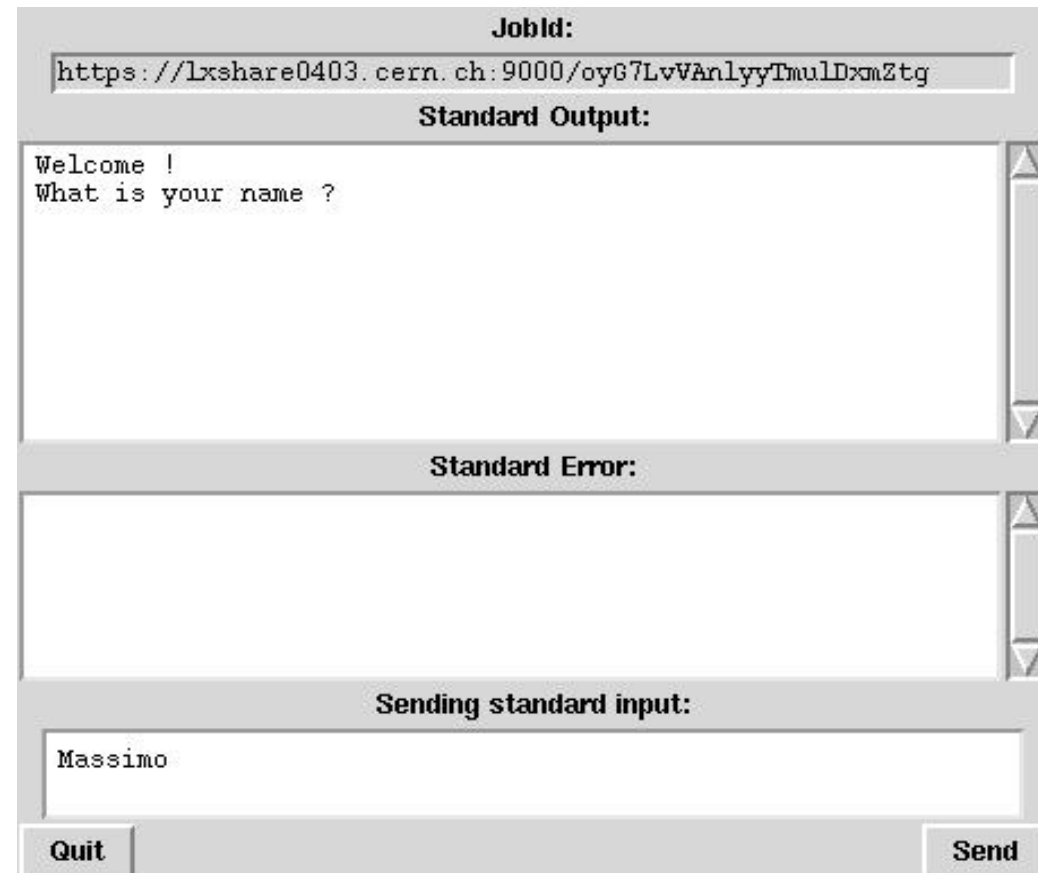 JobId:
https://lxshare0403.cern.ch:9000/oyG7LvVAnlyyTmulDxmZtg
Standard Output:
Welcome !
What is your name ?
Standard Error:
Sending standard input:
Massimo
Quit
Send